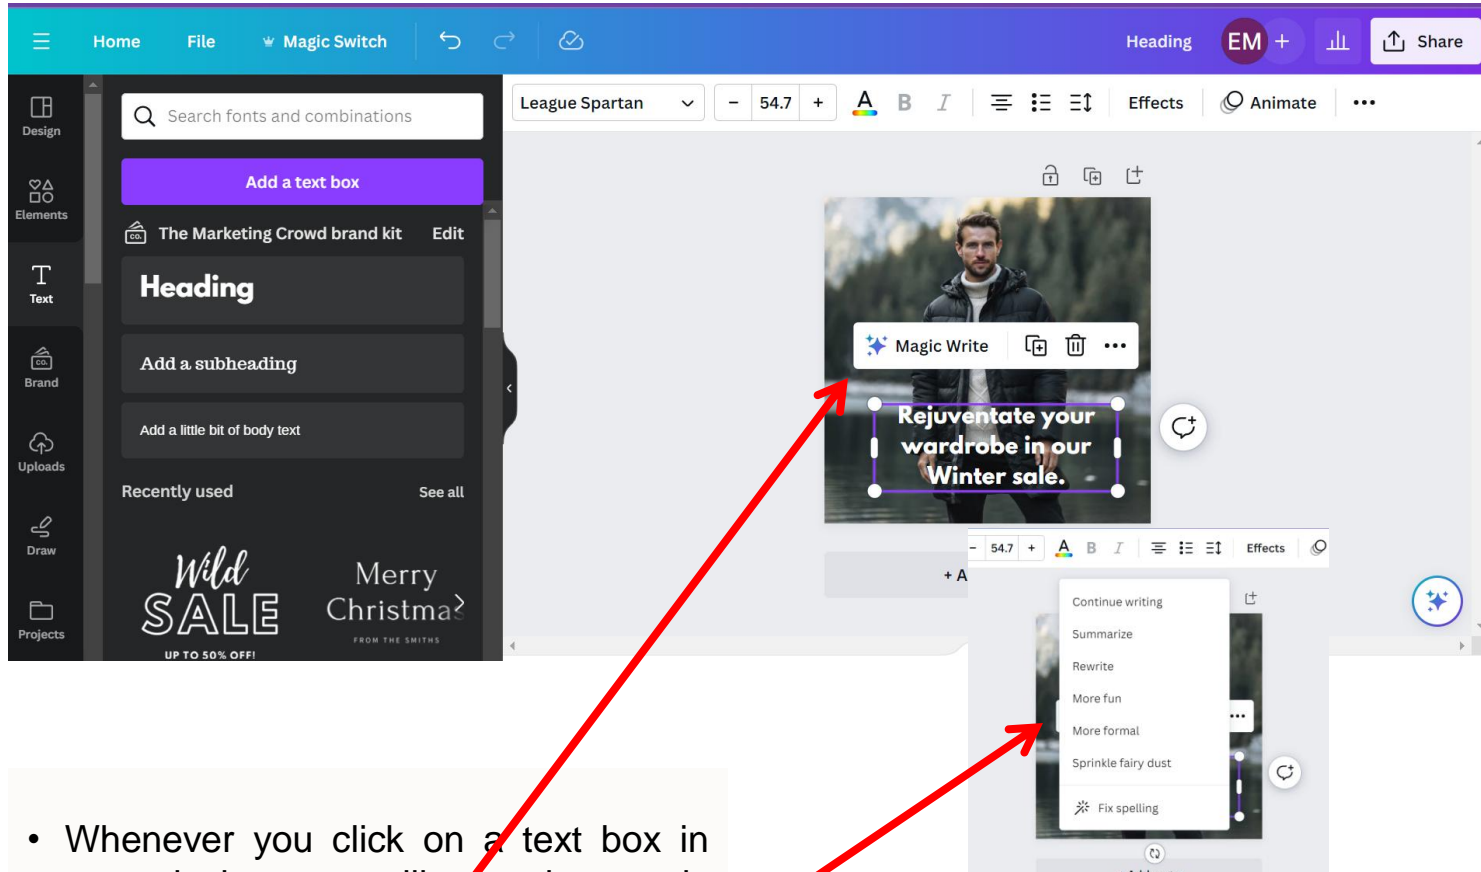 Home File Magic Switch Heading EM + Share
Design
Elements
Text
Brand
Uploads
Draw
Projects
Search fonts and combinations
Add a text box
CO. The Marketing Crowd brand kit Edit
Heading
Add a subheading
Add a little bit of body text
Recently used See all
Wild
SALE
UP TO 50% OFF!
Merry
Christmas
FROM THE SMITHS
League Spartan - 54.7 + A B I Effects Animate
Magic Write
Rejuventate your
wardrobe in our
Winter sale.
+ A
- 54.7 + A B I Effects
Continue writing
Summarize
Rewrite
More fun
More formal
Sprinkle fairy dust
Fix spelling
• Whenever you click on a text box in